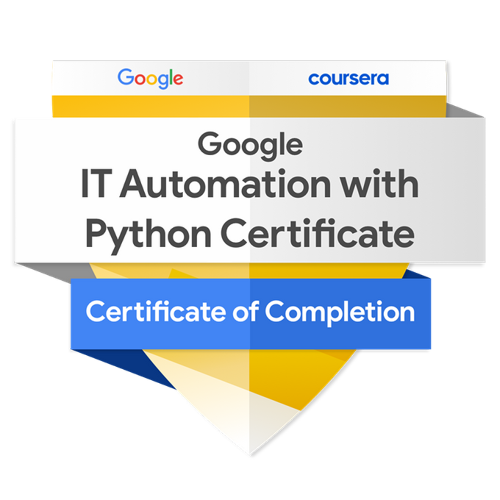 Google coursera
Google
IT Automation with
Python Certificate
Certificate of Completion